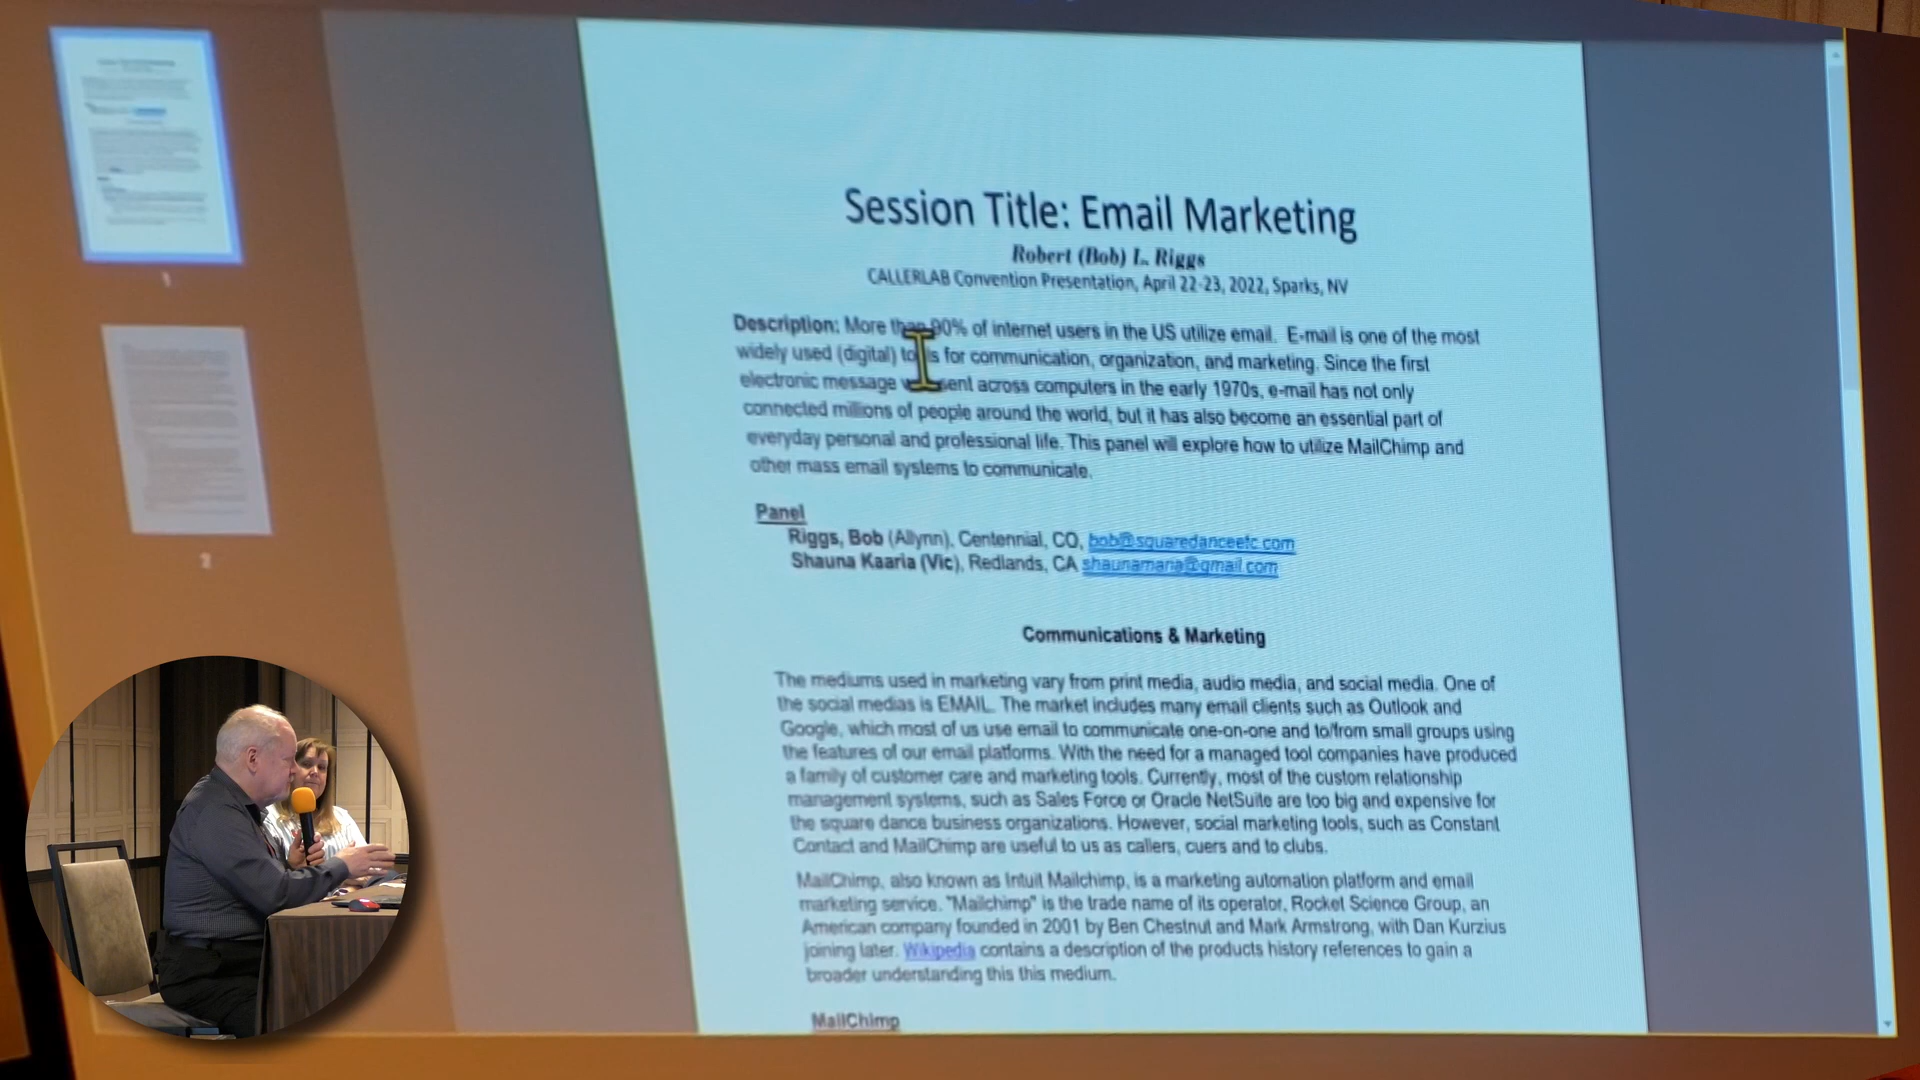 Session Title: Email Marketing
Robert (Bob) L. Riggs
CALLERLAB Convention Presentation, April 22-23, 2022, Sparks, NV
Description: More than 90% of internet users in the US utilize email. E-mail is one of the most
widely used (digital) tools for communication, organization, and marketing. Since the first
electronic message sent across computers in the early 1970s, e-mail has not only
connected millions of people around the world, but it has also become an essential part of
everyday personal and professional life. This panel will explore how to utilize MailChimp and
other mass email systems to communicate.
Panel
Riggs, Bob (Allynn), Centennial, CO, bob@squaredanceetc.com
Shauna Kaaria (Vic), Redlands, CA shaunamana@gmail.com
Communications & Marketing
The mediums used in marketing vary from print media, audio media, and social media. One of
the social medias is EMAIL. The market includes many email clients such as Outlook and
Google, which most of us use email to communicate one-on-one and to/from small groups using
the features of our email platforms. With the need for a managed tool companies have produced
a family of customer care and marketing tools. Currently, most of the custom relationship
management systems, such as Sales Force or Oracle NetSuite are too big and expensive for
the square dance business organizations. However, social marketing tools, such as Constant
Contact and MailChimp are useful to us as callers, cuers and to clubs.
MailChimp, also known as Intuit Mailchimp, is a marketing automation platform and email
marketing service. "Mailchimp" is the trade name of its operator, Rocket Science Group, an
American company founded in 2001 by Ben Chestnut and Mark Armstrong, with Dan Kurzius
joining later. Wikipedia contains a description of the products history references to gain a
broader understanding this this medium.
MailChimp
1
2